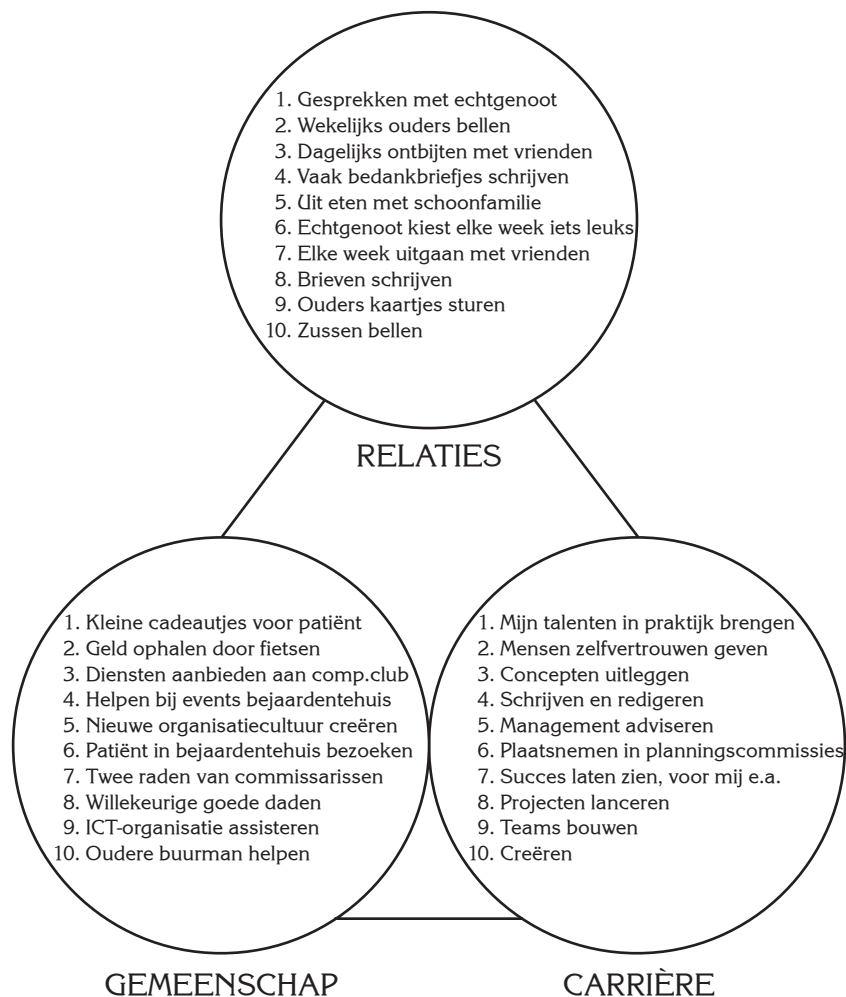 1. Gesprekken met echtgenoot
2. Wekelijks ouders bellen
3. Dagelijks ontbijten met vrienden
4. Vaak bedankbriefjes schrijven
5. Uit eten met schoonfamilie
6. Echtgenoot kiest elke week iets leuks
7. Elke week uitgaan met vrienden
8. Brieven schrijven
9. Ouders kaartjes sturen
10. Zussen bellen
RELATIES
1. Kleine cadeautjes voor patiënt
2. Geld ophalen door fietsen
3. Diensten aanbieden aan comp.club
4. Helpen bij events bejaardentehuis
5. Nieuwe organisatiecultuur creëren
6. Patiënt in bejaardentehuis bezoeken
7. Twee raden van commissarissen
8. Willekeurige goede daden
9. ICT-organisatie assisteren
10. Oudere buurman helpen
GEMEENSCHAP
1. Mijn talenten in praktijk brengen
2. Mensen zelfvertrouwen geven
3. Concepten uitleggen
4. Schrijven en redigeren
5. Management adviseren
6. Plaatsnemen in planningscommissies
7. Succes laten zien, voor mij e.a.
8. Projecten lanceren
9. Teams bouwen
10. Creëren
CARRIÈRE